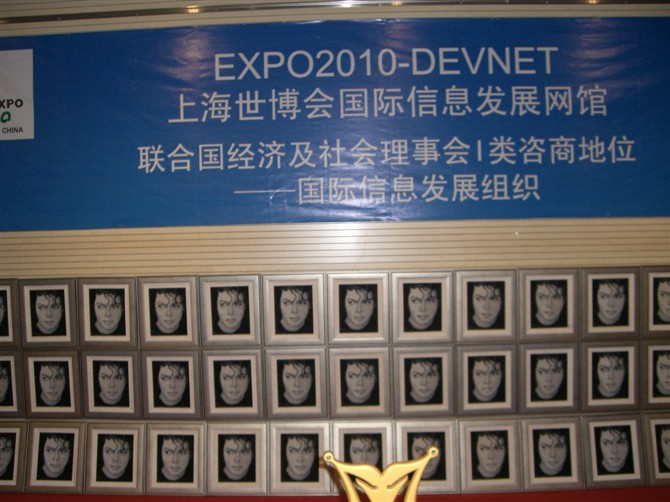 EXPO2010-DEVNET
上海世博会国际信息发展网馆
联合国经济及社会理事会I类咨商地位
——国际信息发展组织
XPO
CHINA